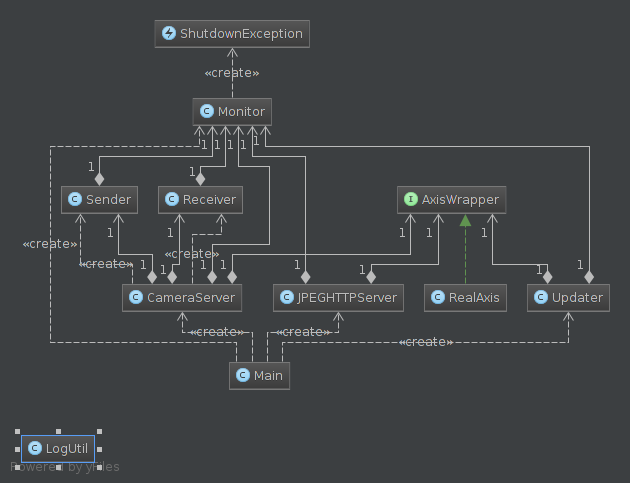 ShutdownException
«create»
Monitor
1 1 1 1 1
1 1
Sender Receiver AxisWrapper
1 1 1 1 1 1
«create» «create»
«create»
1 1 1 1 1 1 1 1
CameraServer JPEGHTTPServer RealAxis Updater
«create» «create» «create»
Main
LogUtil
Powered by yFiles